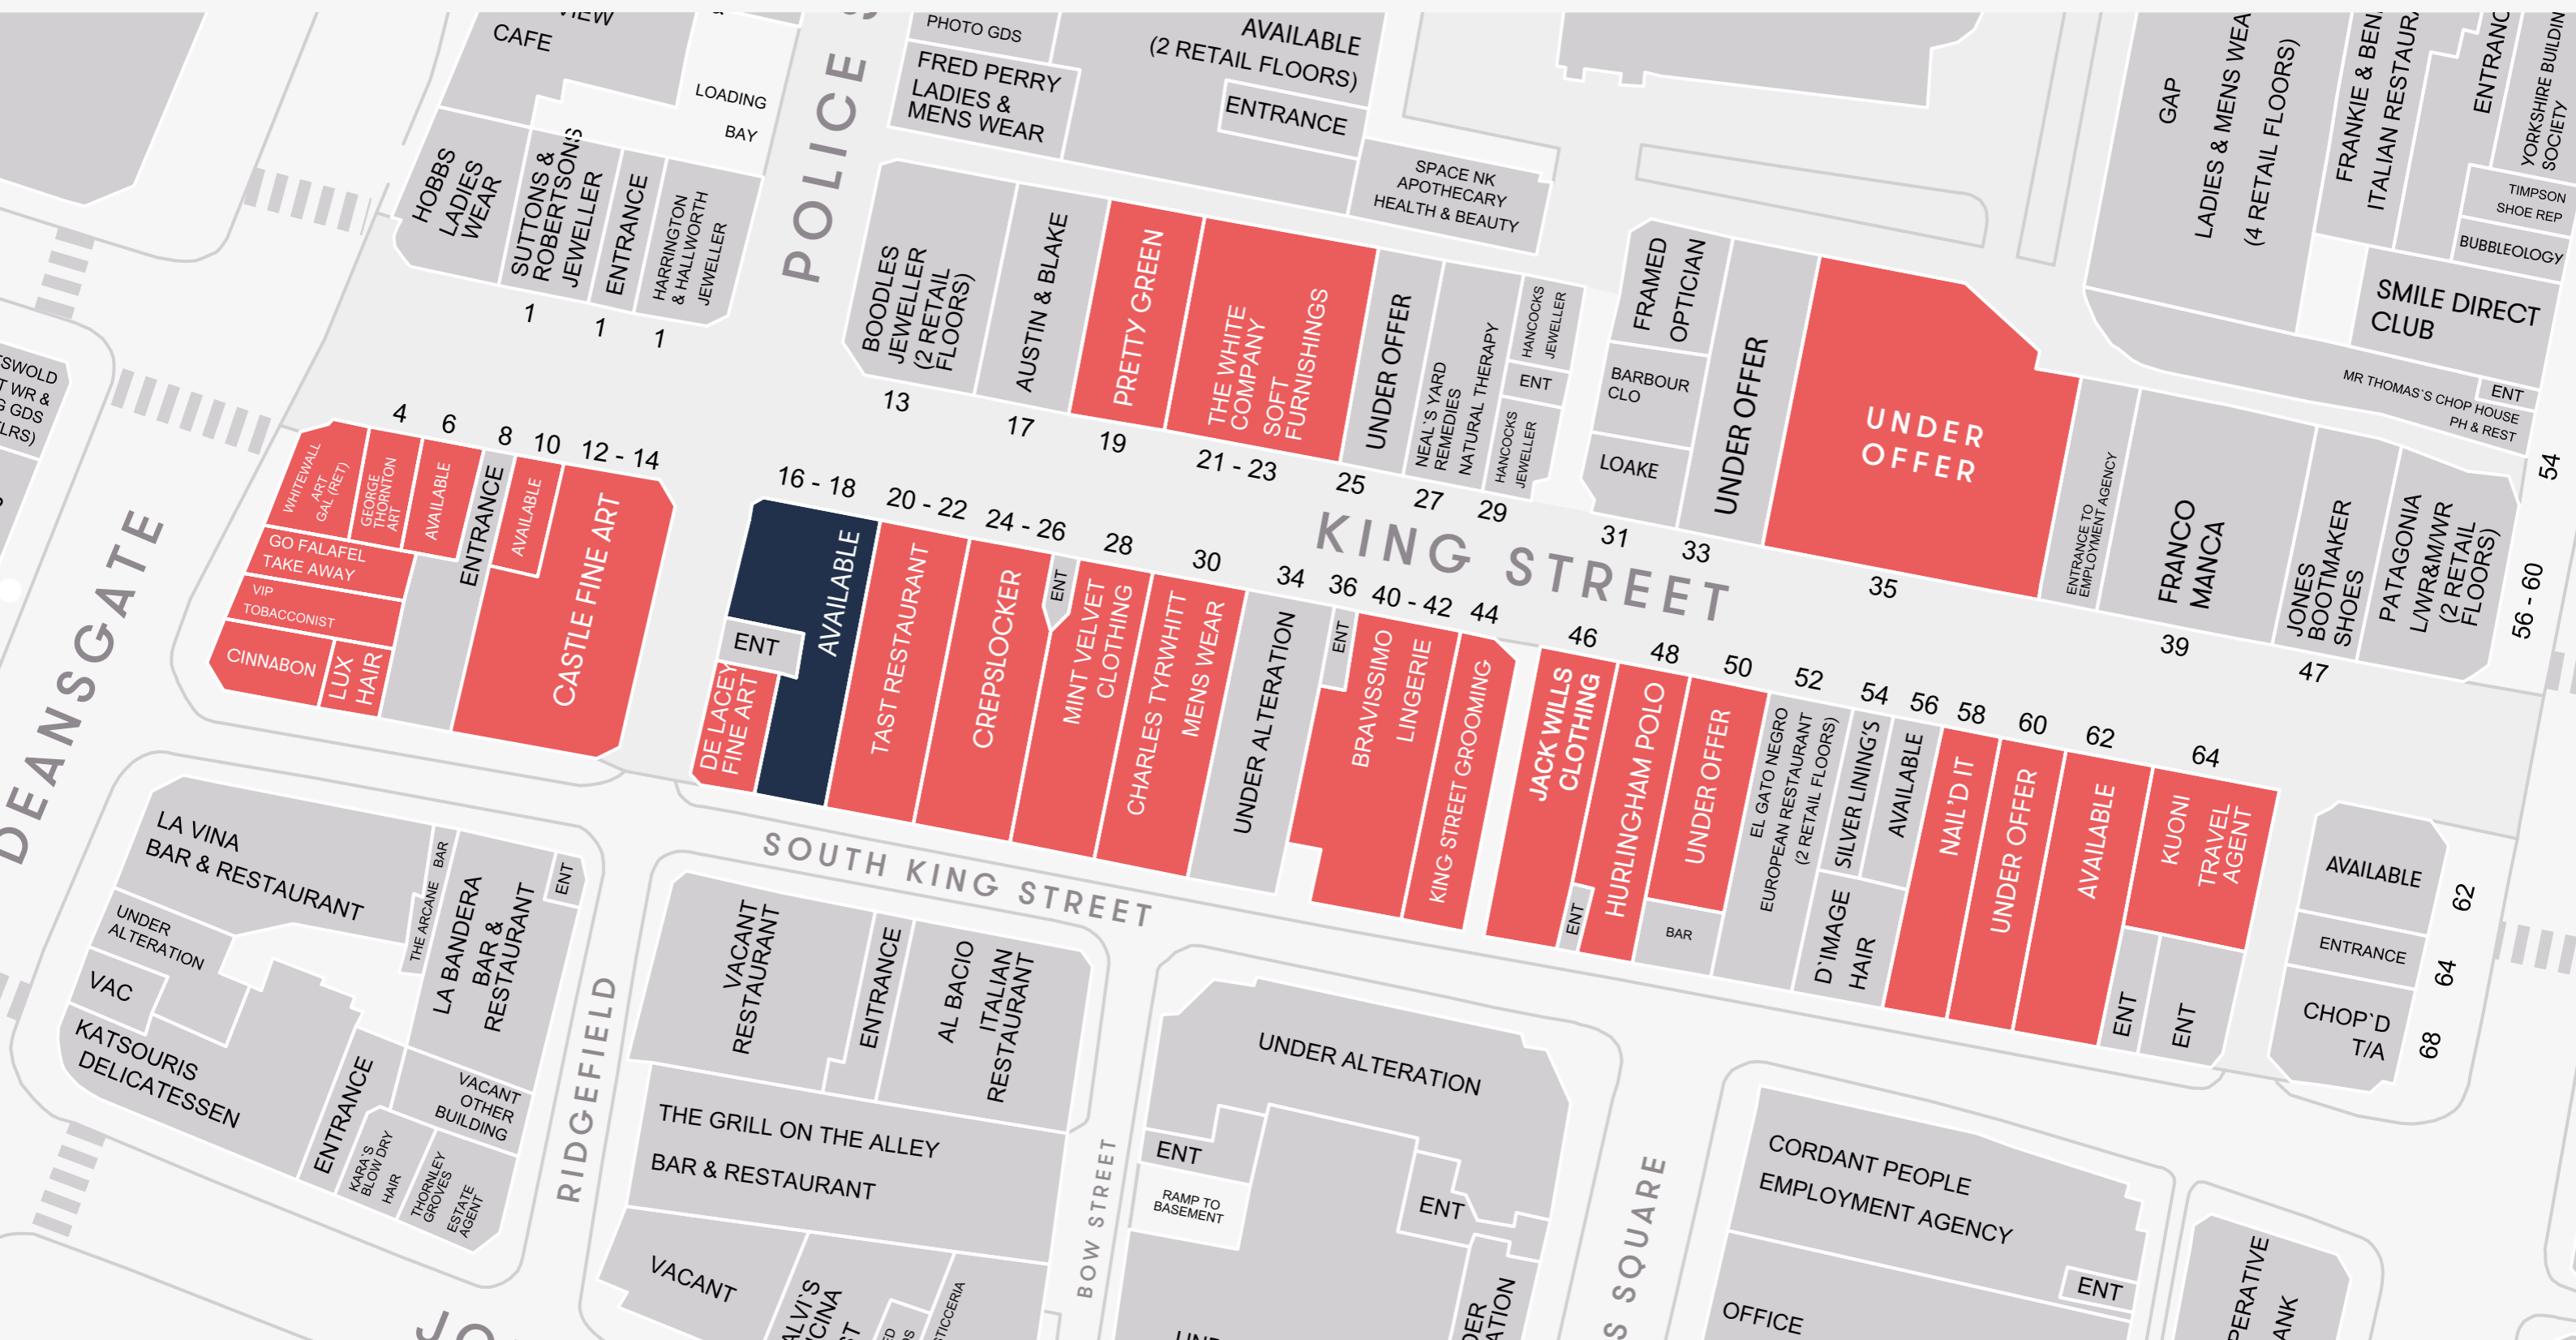 CAFE
LOADING
BAY
HOBBS
LADIES
WEAR
SUTTONS &
ROBERTSONS
JEWELLER
ENTRANCE
HARRINGTON
& HALLWORTH
JEWELLER
1
1
1
POLICE
PHOTO GDS
FRED PERRY
LADIES &
MENS WEAR
AVAILABLE
(2 RETAIL FLOORS)
ENTRANCE
SPACE NK
APOTHECARY
HEALTH & BEAUTY
GAP
LADIES & MENS WEA
(4 RETAIL FLOORS)
FRANKIE & BEN
ITALIAN RESTAUR
ENTRANC
YORKSHIRE BUILDIN
SOCIETY
TIMPSON
SHOE REP
BUBBLEOLOGY
SMILE DIRECT
CLUB
ENT
MR THOMAS`S CHOP HOUSE
PH & REST
54
56 - 60
BOODLES
JEWELLER
(2 RETAIL
FLOORS)
13
AUSTIN & BLAKE
17
PRETTY GREEN
19
THE WHITE
COMPANY
SOFT
FURNISHINGS
21 - 23
UNDER OFFER
25
NEAL`S YARD
REMEDIES
NATURAL THERAPY
27
HANCOCKS
JEWELLER
ENT
HANCOCKS
JEWELLER
29
FRAMED
OPTICIAN
BARBOUR
CLO
LOAKE
31
UNDER OFFER
33
UNDER
OFFER
35
ENTRANCE TO
EMPLOYMENT AGENCY
FRANCO
MANCA
39
JONES
BOOTMAKER
SHOES
47
PATAGONIA
L/WR&M/WR
(2 RETAIL
FLOORS)
KING STREET
SWOLD
T WR &
G GDS
LRS)
DEANSGATE
WHITEWALL
ART
GAL (RET)
4
GEORGE
THORNTON
ART
6
AVAILABLE
8
ENTRANCE
10
AVAILABLE
12 - 14
CASTLE FINE ART
GO FALAFEL
TAKE AWAY
VIP
TOBACCONIST
CINNABON
LUX
HAIR
16 - 18
AVAILABLE
ENT
DE LACEY
FINE ART
20 - 22
TAST RESTAURANT
24 - 26
CREPSLOCKER
ENT
28
MINT VELVET
CLOTHING
30
CHARLES TYRWHITT
MENS WEAR
34
UNDER ALTERATION
36
ENT
40 - 42
BRAVISSIMO
LINGERIE
44
KING STREET GROOMING
46
JACK WILLS
CLOTHING
ENT
48
HURLINGHAM POLO
50
UNDER OFFER
BAR
52
EL GATO NEGRO
EUROPEAN RESTAURANT
(2 RETAIL FLOORS)
54
SILVER LINING'S
56
AVAILABLE
D`IMAGE
HAIR
58
NAIL'D IT
60
UNDER OFFER
62
AVAILABLE
64
KUONI
TRAVEL
AGENT
ENT
ENT
AVAILABLE
62
ENTRANCE
64
CHOP`D
T/A
68
SOUTH KING STREET
LA VINA
BAR & RESTAURANT
THE ARCANE BAR
LA BANDERA
BAR &
RESTAURANT
ENT
UNDER
ALTERATION
VAC
KATSOURIS
DELICATESSEN
ENTRANCE
VACANT
OTHER
BUILDING
KARA`S
BLOW DRY
HAIR
THORNLEY
GROVES
ESTATE
AGENT
RIDGEFIELD
VACANT
RESTAURANT
ENTRANCE
AL BACIO
ITALIAN
RESTAURANT
THE GRILL ON THE ALLEY
BAR & RESTAURANT
VACANT
BOW STREET
UNDER ALTERATION
ENT
RAMP TO
BASEMENT
ENT
SQUARE
CORDANT PEOPLE
EMPLOYMENT AGENCY
ENT
OFFICE